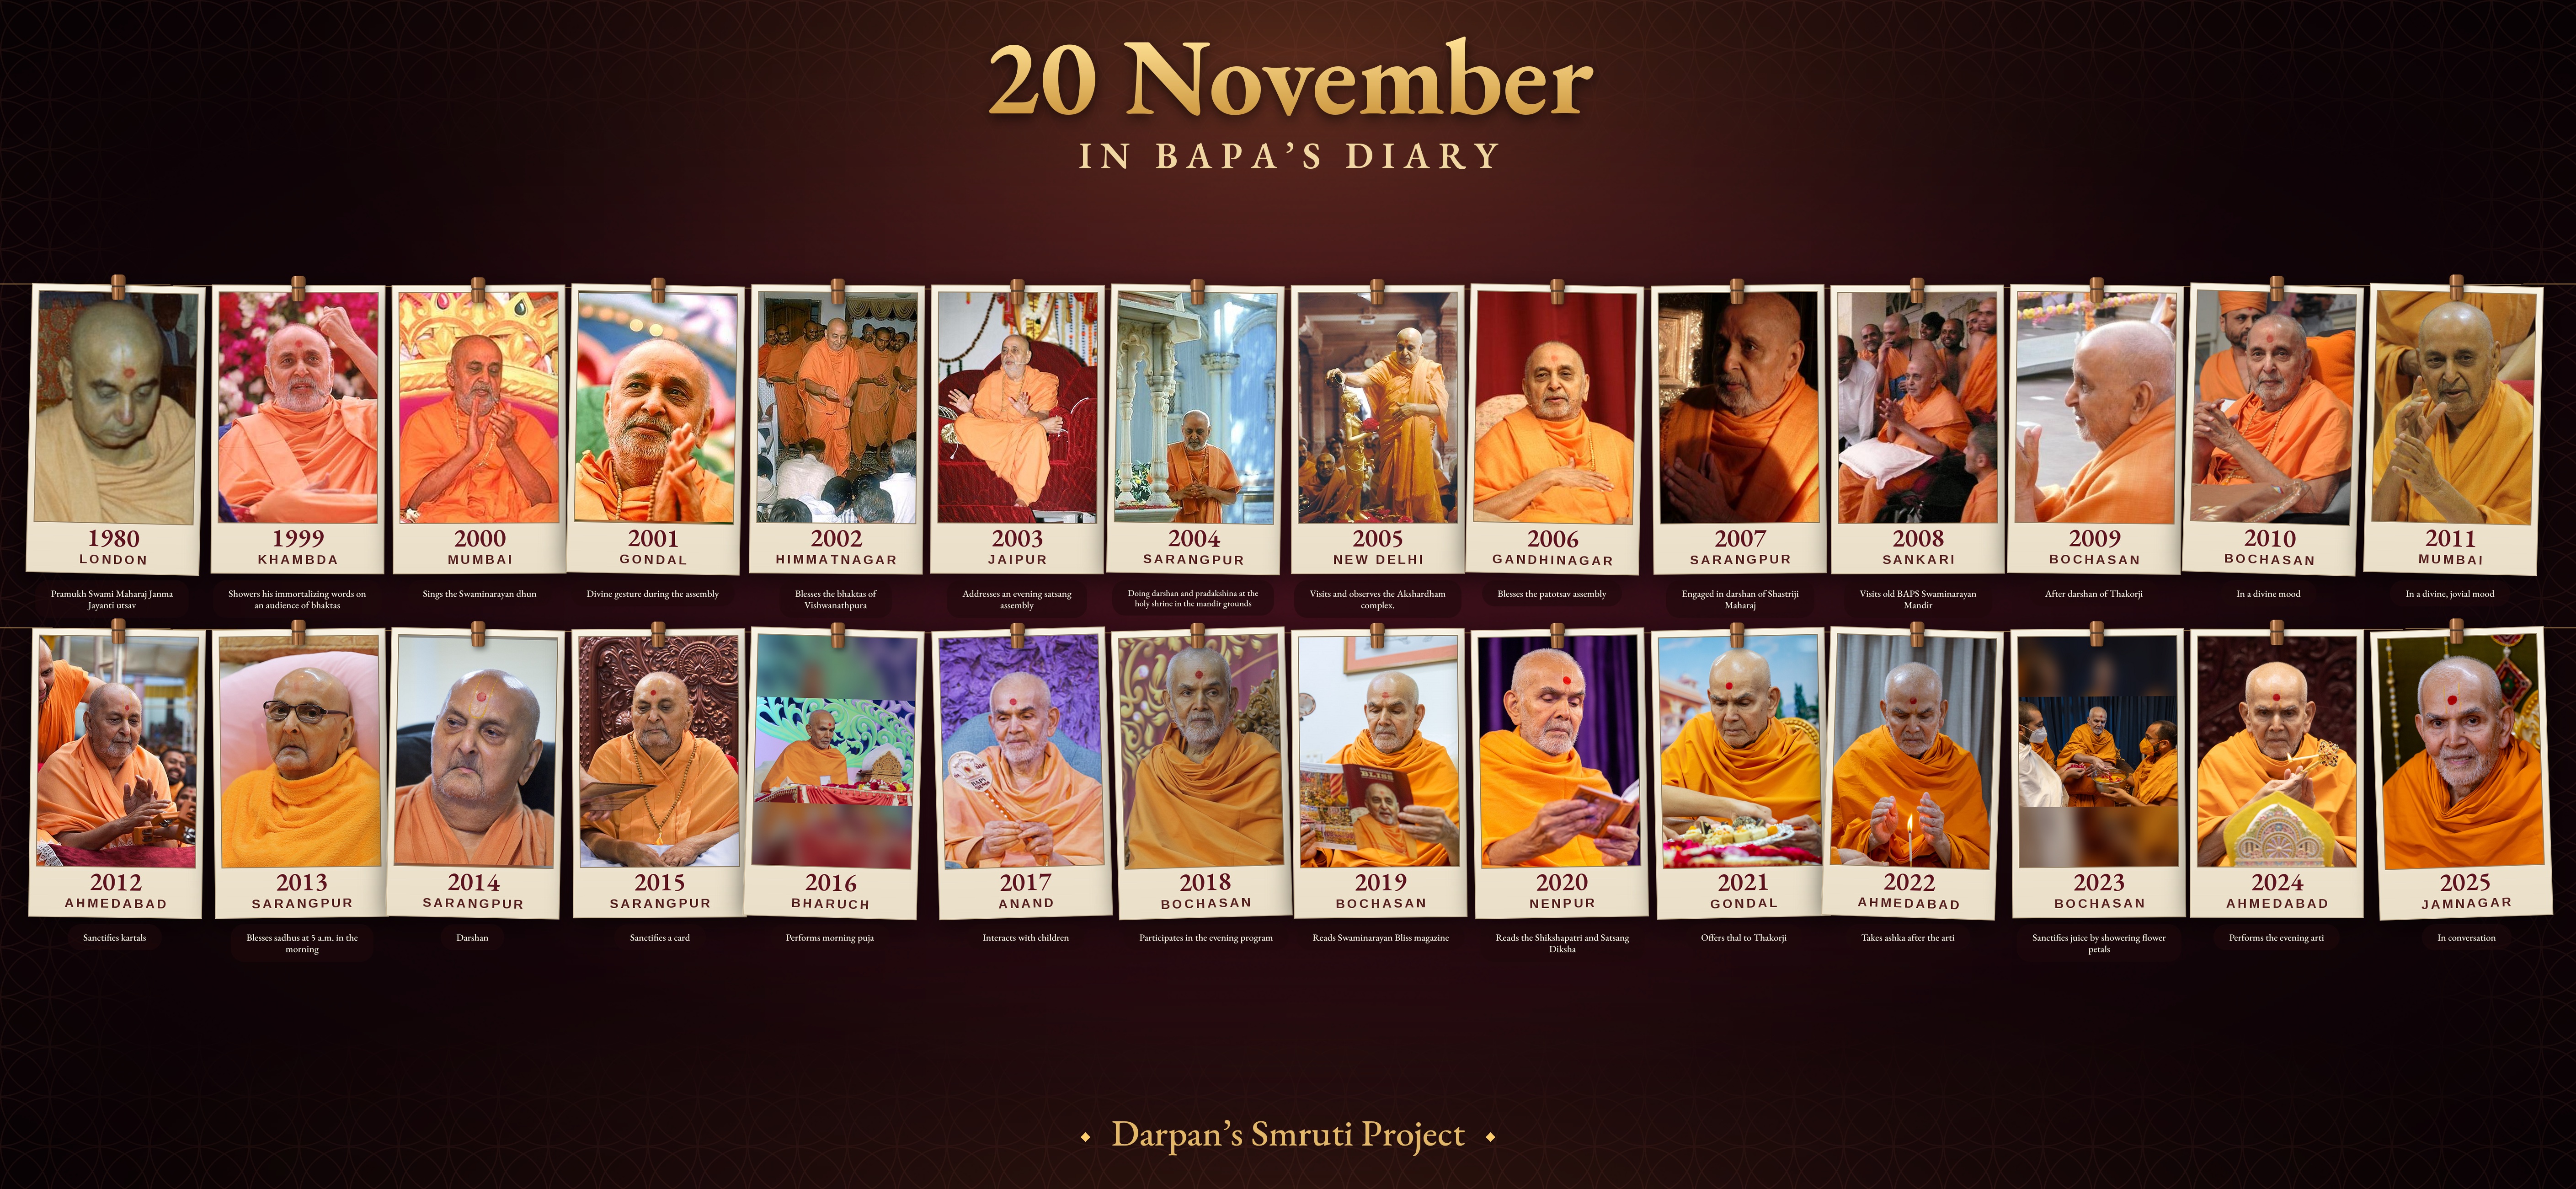 20 November
IN BAPA’S DIARY
1980
LONDON
Pramukh Swami Maharaj Janma
Jayanti utsav
1999
KHAMBDA
Showers his immortalizing words on
an audience of bhaktas
2000
MUMBAI
Sings the Swaminarayan dhun
2001
GONDAL
Divine gesture during the assembly
2002
HIMMATNAGAR
Blesses the bhaktas of
Vishwanathpura
2003
JAIPUR
Addresses an evening satsang
assembly
2004
SARANGPUR
Doing darshan and pradakshina at the
holy shrine in the mandir grounds
2005
NEW DELHI
Visits and observes the Akshardham
complex.
2006
GANDHINAGAR
Blesses the patotsav assembly
2007
SARANGPUR
Engaged in darshan of Shastriji
Maharaj
2008
SANKARI
Visits old BAPS Swaminarayan
Mandir
2009
BOCHASAN
After darshan of Thakorji
2010
BOCHASAN
In a divine mood
2011
MUMBAI
In a divine, jovial mood
2012
AHMEDABAD
Sanctifies kartals
2013
SARANGPUR
Blesses sadhus at 5 a.m. in the
morning
2014
SARANGPUR
Darshan
2015
SARANGPUR
Sanctifies a card
2016
BHARUCH
Performs morning puja
2017
ANAND
Interacts with children
2018
BOCHASAN
Participates in the evening program
BLISS
2019
BOCHASAN
Reads Swaminarayan Bliss magazine
2020
NENPUR
Reads the Shikshapatri and Satsang
Diksha
2021
GONDAL
Offers thal to Thakorji
2022
AHMEDABAD
Takes ashka after the arti
2023
BOCHASAN
Sanctifies juice by showering flower
petals
2024
AHMEDABAD
Performs the evening arti
2025
JAMNAGAR
In conversation
Darpan’s Smruti Project